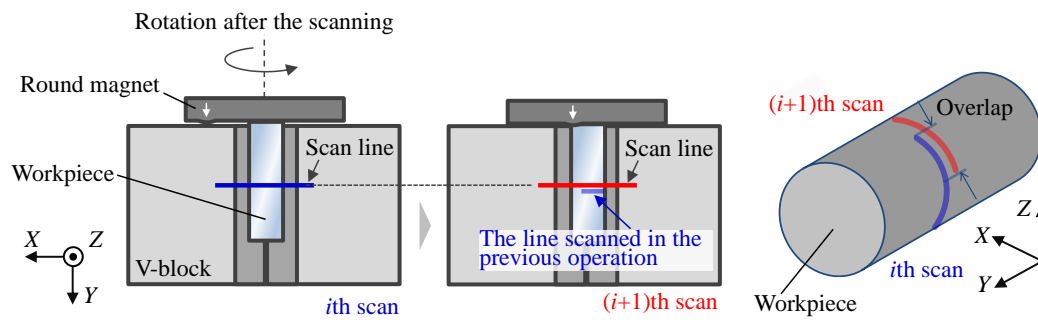 Rotation after the scanning
Round magnet
Workpiece
Scan line
X
Z
Y
V-block
ith scan
Scan line
The line scanned in the
previous operation
(i+1)th scan
(i+1)th scan
Overlap
Z
X
Y
ith scan
Workpiece